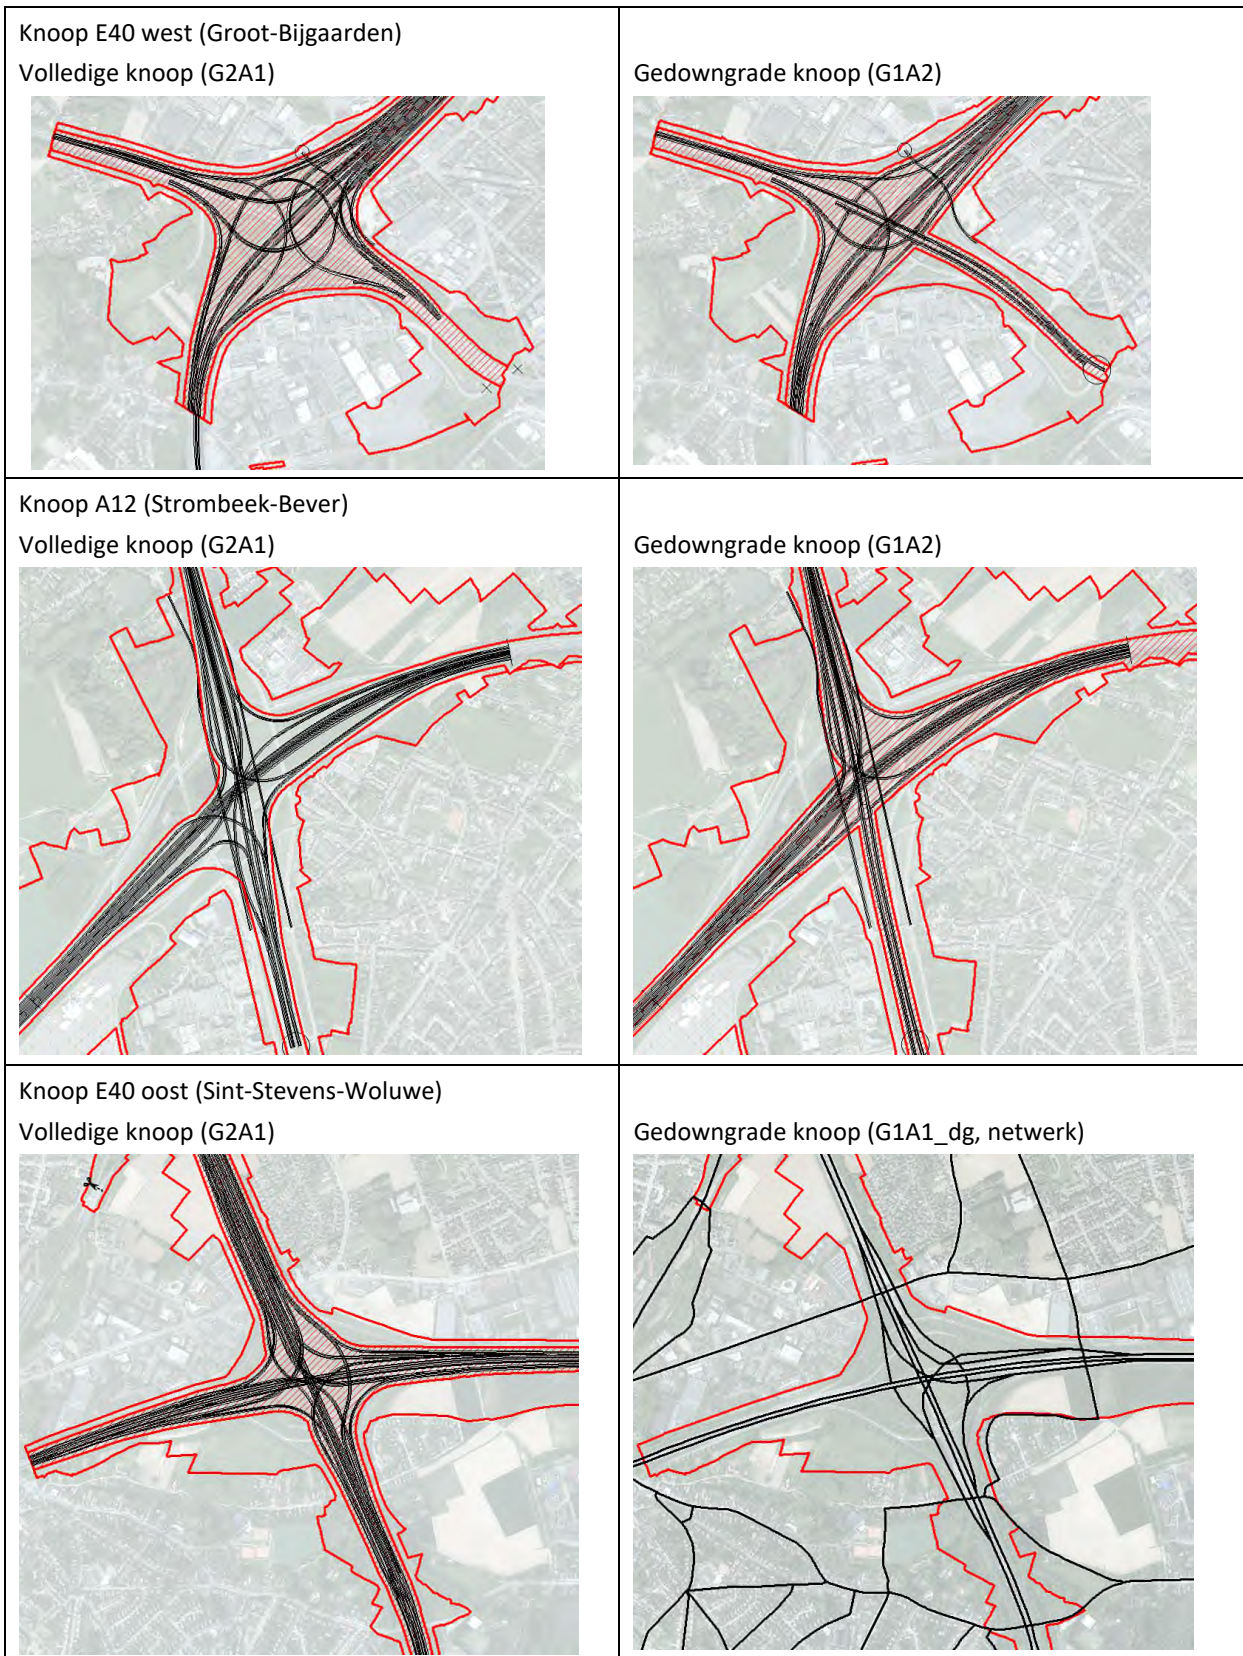 Knoop E40 west (Groot-Bijgaarden)
Volledige knoop (G2A1)
Gedowngrade knoop (G1A2)
Knoop A12 (Strombeek-Bever)
Volledige knoop (G2A1)
Gedowngrade knoop (G1A2)
Knoop E40 oost (Sint-Stevens-Woluwe)
Volledige knoop (G2A1)
Gedowngrade knoop (G1A1_dg, netwerk)